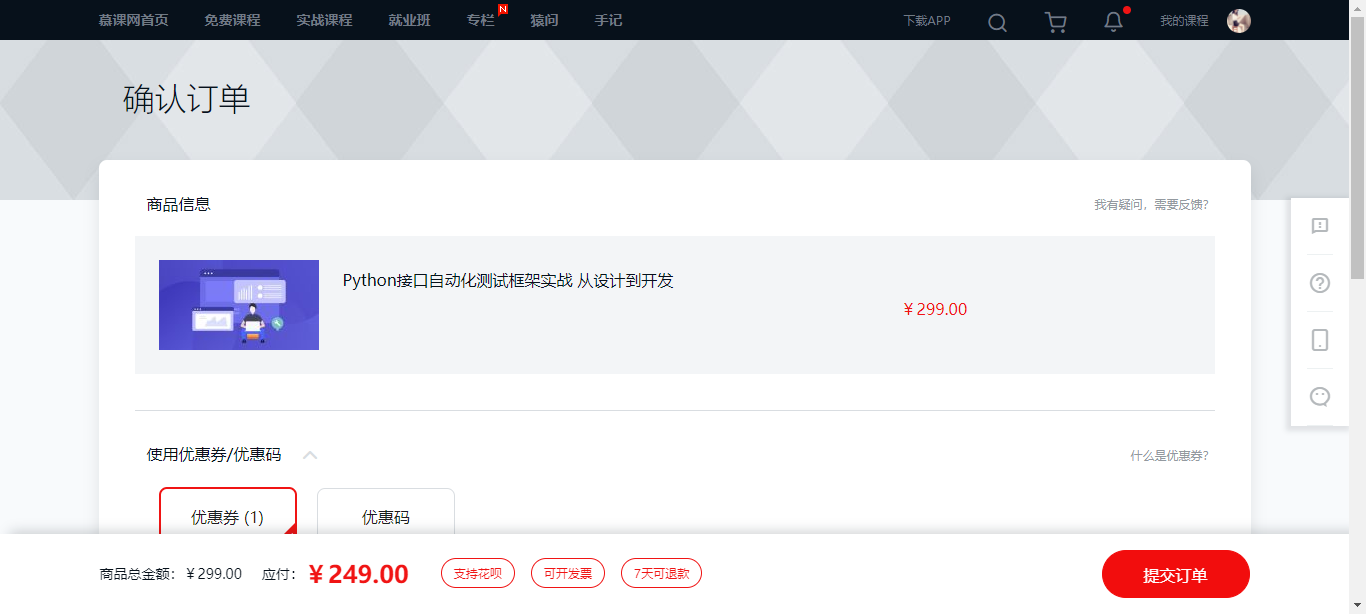 慕课网首页 免费课程 实战课程 就业班 专栏 N 猿问 手记 下载APP 我的课程
确认订单
商品信息 我有疑问，需要反馈?
Python接口自动化测试框架实战 从设计到开发
￥299.00
使用优惠券/优惠码 什么是优惠券?
优惠券 (1) 优惠码
商品总金额：￥299.00 应付：￥249.00 支持花呗 可开发票 7天可退款 提交订单